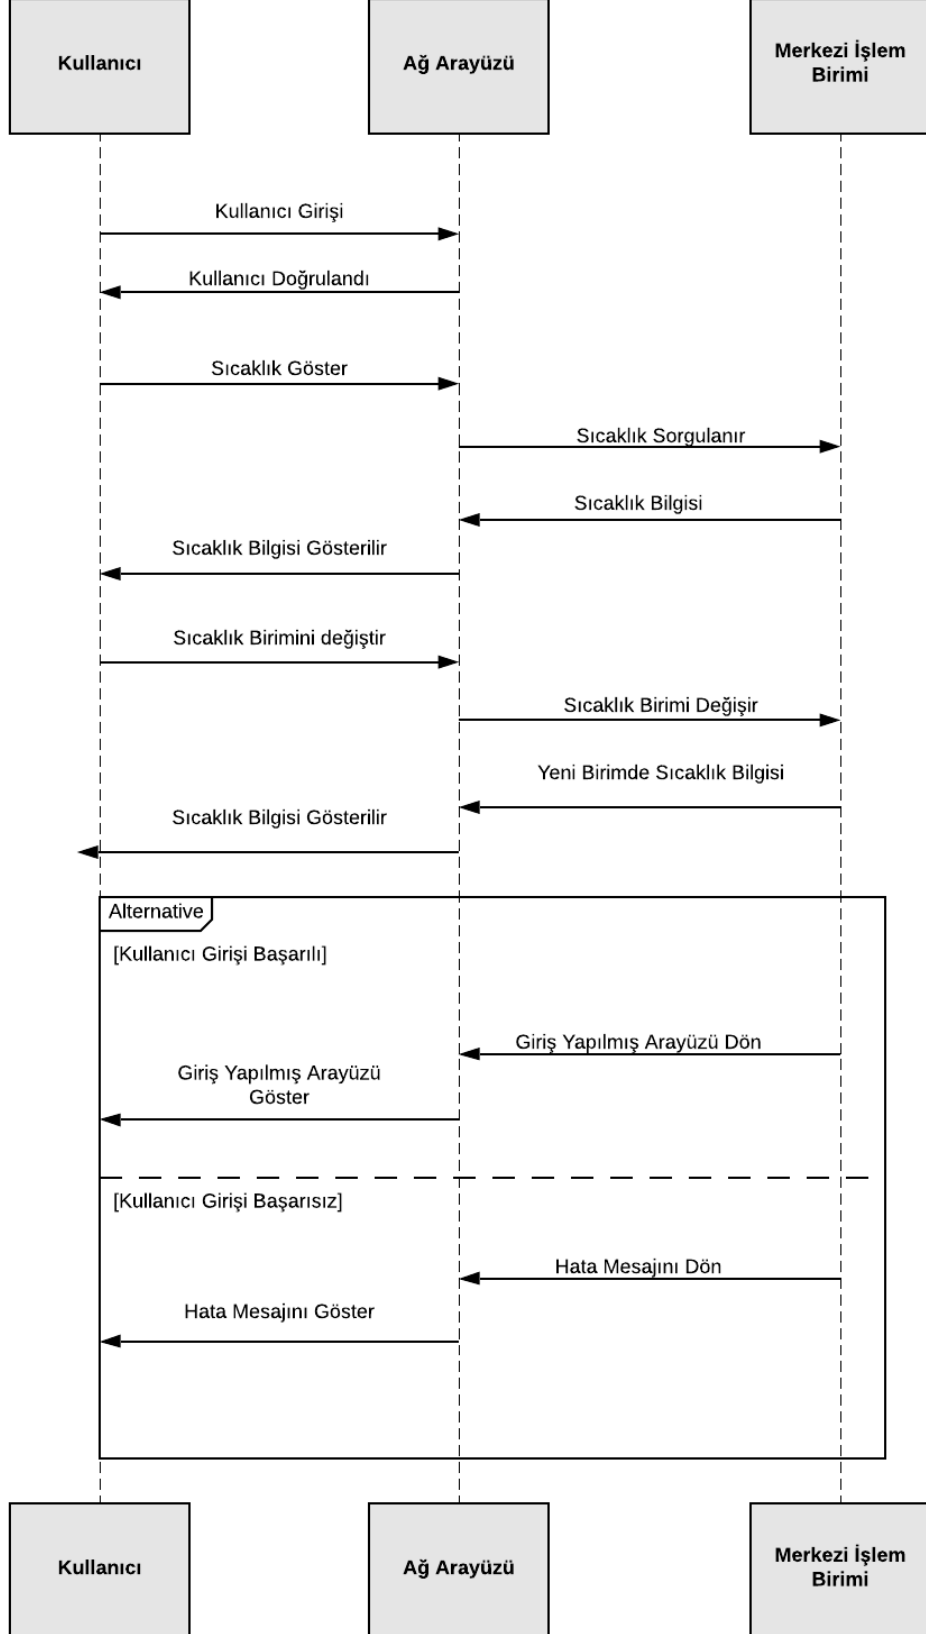 Kullanıcı
Ağ Arayüzü
Merkezi İşlem
Birimi
Kullanıcı Girişi
Kullanıcı Doğrulandı
Sıcaklık Göster
Sıcaklık Sorgulanır
Sıcaklık Bilgisi
Sıcaklık Bilgisi Gösterilir
Sıcaklık Birimini değiştir
Sıcaklık Birimi Değişir
Yeni Birimde Sıcaklık Bilgisi
Sıcaklık Bilgisi Gösterilir
Alternative
[Kullanıcı Girişi Başarılı]
Giriş Yapılmış Arayüzü Dön
Giriş Yapılmış Arayüzü
Göster
[Kullanıcı Girişi Başarısız]
Hata Mesajını Dön
Hata Mesajını Göster
Kullanıcı
Ağ Arayüzü
Merkezi İşlem
Birimi